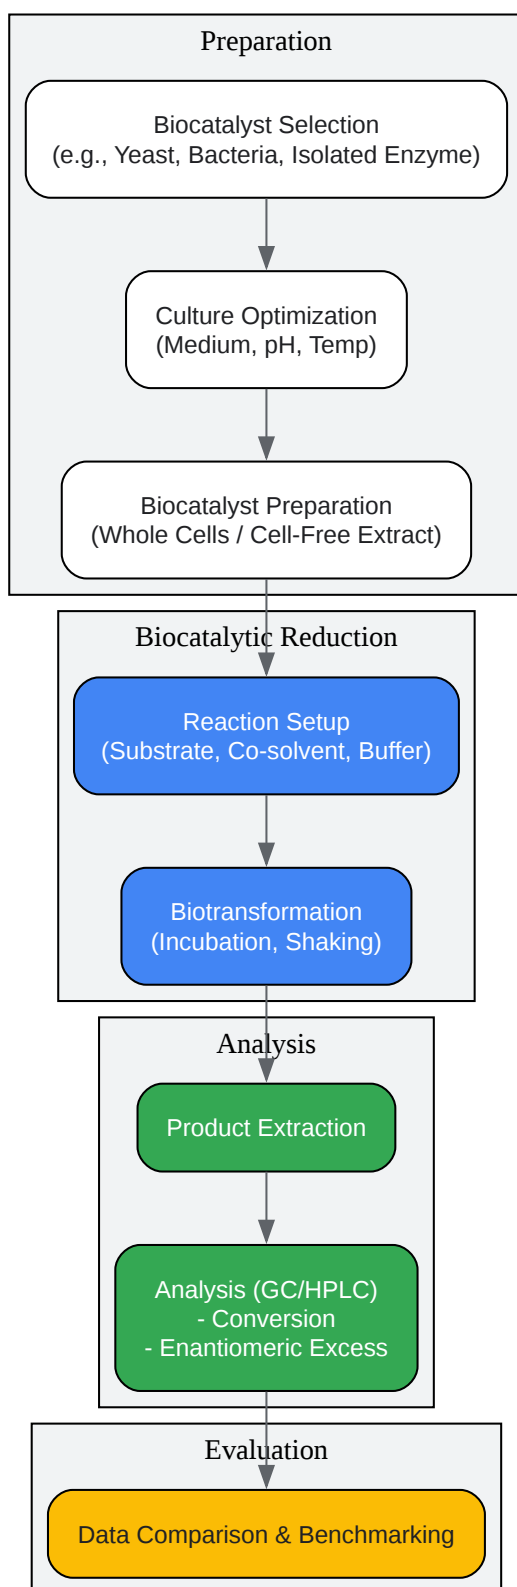 Preparation
Biocatalyst Selection
(e.g., Yeast, Bacteria, Isolated Enzyme)
Culture Optimization
(Medium, pH, Temp)
Biocatalyst Preparation
(Whole Cells / Cell-Free Extract)
Biocatalytic Reduction
Reaction Setup
(Substrate, Co-solvent, Buffer)
Biotransformation
(Incubation, Shaking)
Analysis
Product Extraction
Analysis (GC/HPLC)
- Conversion
- Enantiomeric Excess
Evaluation
Data Comparison & Benchmarking